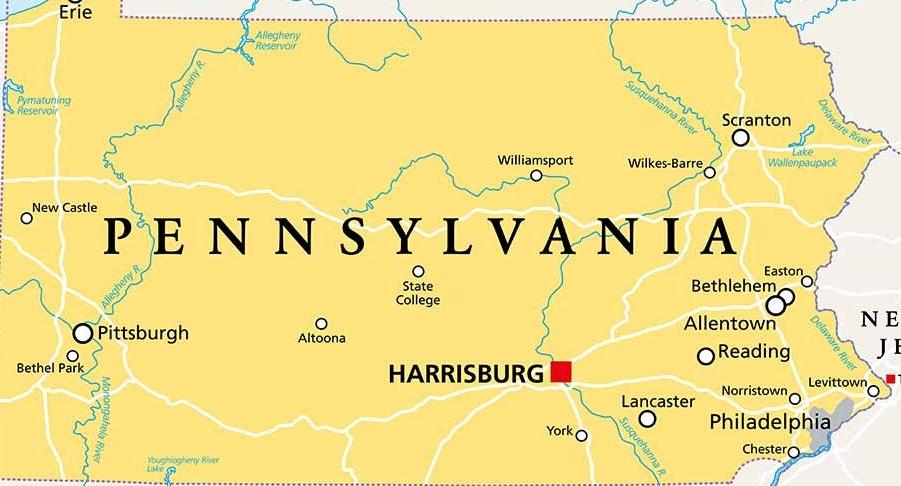 Erie
Allegheny
Reservoir
Allegheny R.
Pymatuning
Reservoir
Susquehanna River
Scranton
Delaware River
Lake
Wallenpaupack
Williamsport
Wilkes-Barre
New Castle
PENNSYLVANIA
Allegheny R.
State
College
Easton
Bethlehem
Allentown
Delaware River
NE
JE
Pittsburgh
Altoona
Bethel Park
HARRISBURG
Reading
Norristown
Levittown
Lancaster
Philadelphia
York
Chester
Monongahela River
Susquehanna R.
Youghiogheny River
Lake